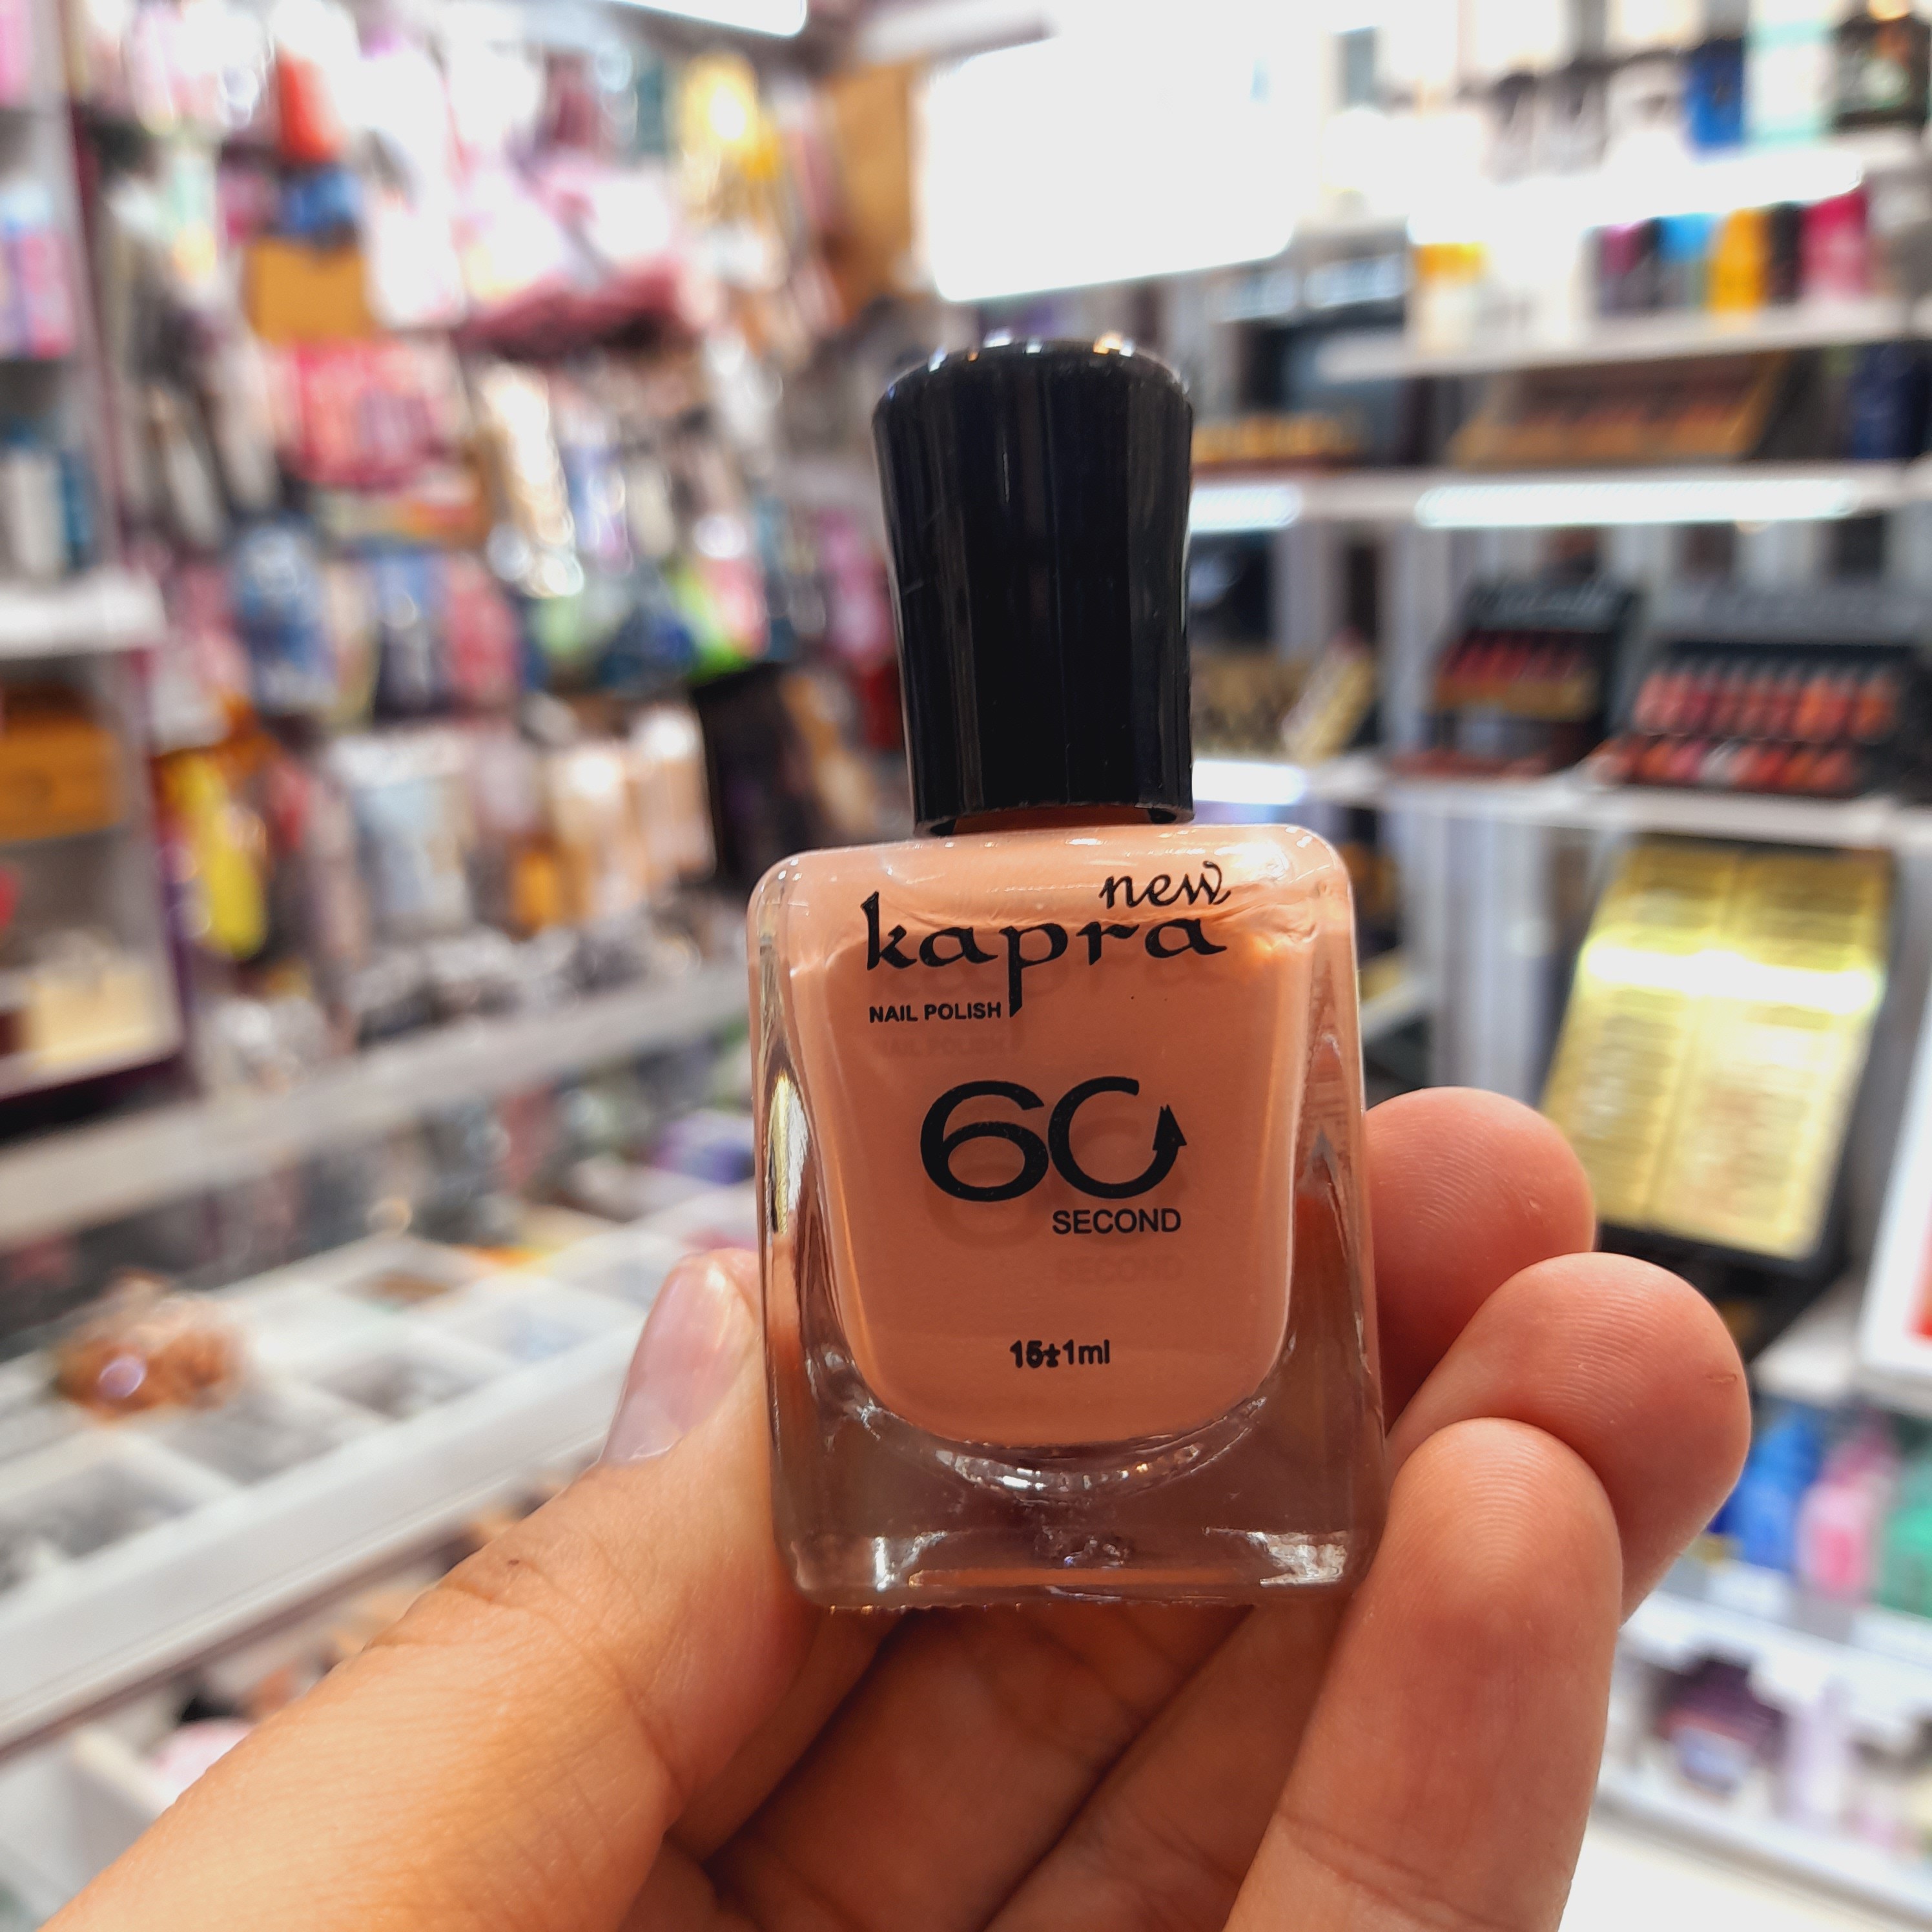 new
kapra
NAIL POLISH
60
SECOND
15±1ml